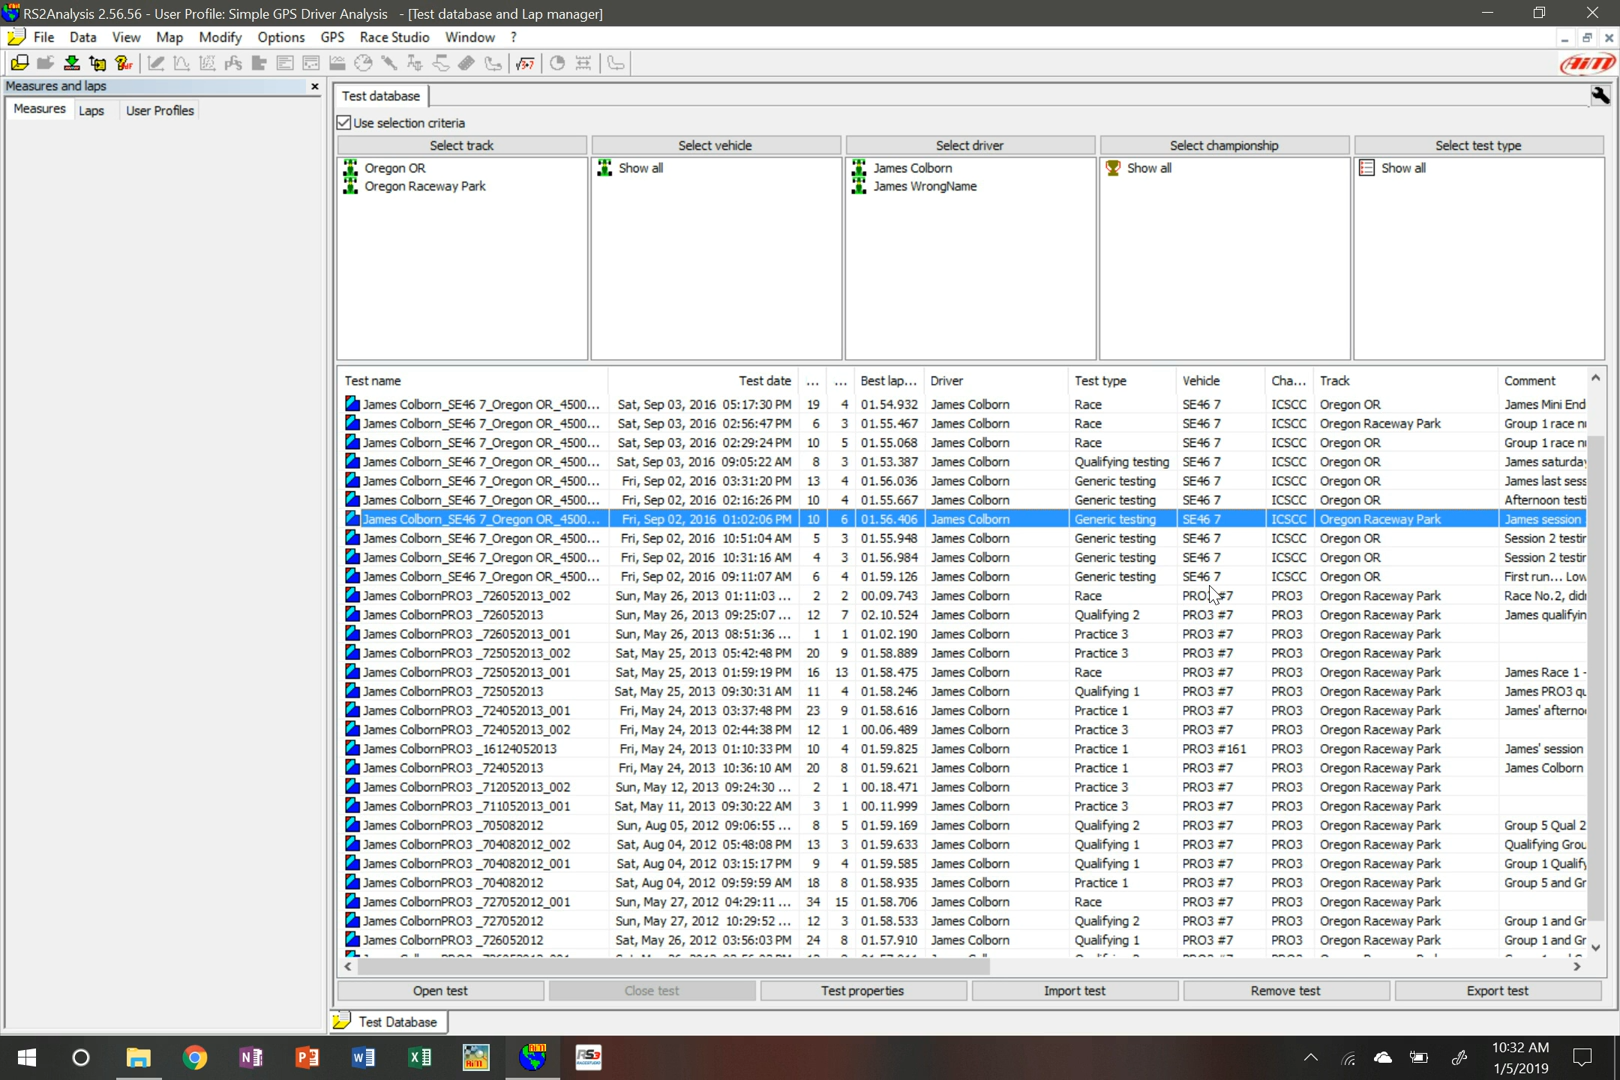 RS2Analysis 2.56.56 - User Profile: Simple GPS Driver Analysis - [Test database and Lap manager]
File Data View Map Modify Options GPS Race Studio Window ?
AiM
Measures and laps
Measures Laps User Profiles
Test database
Use selection criteria
Select track Select vehicle Select driver Select championship Select test type
Oregon OR Show all James Colborn Show all Show all
Oregon Raceway Park James WrongName
Test name Test date ... ... Best lap... Driver Test type Vehicle Cha... Track Comment
James Colborn_SE46 7_Oregon OR_4500... Sat, Sep 03, 2016 05:17:30 PM 19 4 01.54.932 James Colborn Race SE46 7 ICSCC Oregon OR James Mini End
James Colborn_SE46 7_Oregon OR_4500... Sat, Sep 03, 2016 02:56:47 PM 6 3 01.55.467 James Colborn Race SE46 7 ICSCC Oregon Raceway Park Group 1 race nu
James Colborn_SE46 7_Oregon OR_4500... Sat, Sep 03, 2016 02:29:24 PM 10 5 01.55.068 James Colborn Race SE46 7 ICSCC Oregon OR Group 1 race nu
James Colborn_SE46 7_Oregon OR_4500... Sat, Sep 03, 2016 09:05:22 AM 8 3 01.53.387 James Colborn Qualifying testing SE46 7 ICSCC Oregon OR James saturday
James Colborn_SE46 7_Oregon OR_4500... Fri, Sep 02, 2016 03:31:20 PM 13 4 01.56.036 James Colborn Generic testing SE46 7 ICSCC Oregon OR James last sess
James Colborn_SE46 7_Oregon OR_4500... Fri, Sep 02, 2016 02:16:26 PM 10 4 01.55.667 James Colborn Generic testing SE46 7 ICSCC Oregon OR Afternoon testi
James Colborn_SE46 7_Oregon OR_4500... Fri, Sep 02, 2016 01:02:06 PM 10 6 01.56.406 James Colborn Generic testing SE46 7 ICSCC Oregon Raceway Park James session
James Colborn_SE46 7_Oregon OR_4500... Fri, Sep 02, 2016 10:51:04 AM 5 3 01.55.948 James Colborn Generic testing SE46 7 ICSCC Oregon OR Session 2 testin
James Colborn_SE46 7_Oregon OR_4500... Fri, Sep 02, 2016 10:31:16 AM 4 3 01.56.984 James Colborn Generic testing SE46 7 ICSCC Oregon OR Session 2 testin
James Colborn_SE46 7_Oregon OR_4500... Fri, Sep 02, 2016 09:11:07 AM 6 4 01.59.126 James Colborn Generic testing SE46 7 ICSCC Oregon OR First run... Low
James ColbornPRO3 _726052013_002 Sun, May 26, 2013 01:11:03 ... 2 2 00.09.743 James Colborn Race PRO3 #7 PRO3 Oregon Raceway Park Race No.2, didn
James ColbornPRO3 _726052013 Sun, May 26, 2013 09:25:07 ... 12 7 02.10.524 James Colborn Qualifying 2 PRO3 #7 PRO3 Oregon Raceway Park James qualifyin
James ColbornPRO3 _726052013_001 Sun, May 26, 2013 08:51:36 ... 1 1 01.02.190 James Colborn Practice 3 PRO3 #7 PRO3 Oregon Raceway Park
James ColbornPRO3 _725052013_002 Sat, May 25, 2013 05:42:48 PM 20 9 01.58.889 James Colborn Practice 3 PRO3 #7 PRO3 Oregon Raceway Park
James ColbornPRO3 _725052013_001 Sat, May 25, 2013 01:59:19 PM 16 13 01.58.475 James Colborn Race PRO3 #7 PRO3 Oregon Raceway Park James Race 1 -
James ColbornPRO3 _725052013 Sat, May 25, 2013 09:30:31 AM 11 4 01.58.246 James Colborn Qualifying 1 PRO3 #7 PRO3 Oregon Raceway Park James PRO3 qu
James ColbornPRO3 _724052013_001 Fri, May 24, 2013 03:37:48 PM 23 9 01.58.616 James Colborn Practice 1 PRO3 #7 PRO3 Oregon Raceway Park James' afterno
James ColbornPRO3 _724052013_002 Fri, May 24, 2013 02:44:38 PM 12 1 00.06.489 James Colborn Practice 3 PRO3 #7 PRO3 Oregon Raceway Park
James ColbornPRO3 _16124052013 Fri, May 24, 2013 01:10:33 PM 10 4 01.59.825 James Colborn Practice 1 PRO3 #161 PRO3 Oregon Raceway Park James' session
James ColbornPRO3 _724052013 Fri, May 24, 2013 10:36:10 AM 20 8 01.59.621 James Colborn Practice 1 PRO3 #7 PRO3 Oregon Raceway Park James Colborn
James ColbornPRO3 _712052013_002 Sun, May 12, 2013 09:24:30 ... 2 1 00.18.471 James Colborn Practice 3 PRO3 #7 PRO3 Oregon Raceway Park
James ColbornPRO3 _711052013_001 Sat, May 11, 2013 09:30:22 AM 3 1 00.11.999 James Colborn Practice 3 PRO3 #7 PRO3 Oregon Raceway Park
James ColbornPRO3 _705082012 Sun, Aug 05, 2012 09:06:55 ... 8 5 01.59.169 James Colborn Qualifying 2 PRO3 #7 PRO3 Oregon Raceway Park Group 5 Qual 2
James ColbornPRO3 _704082012_002 Sat, Aug 04, 2012 05:48:08 PM 13 3 01.59.633 James Colborn Qualifying 1 PRO3 #7 PRO3 Oregon Raceway Park Qualifying Grou
James ColbornPRO3 _704082012_001 Sat, Aug 04, 2012 03:15:17 PM 9 4 01.59.585 James Colborn Qualifying 1 PRO3 #7 PRO3 Oregon Raceway Park Group 1 Qualify
James ColbornPRO3 _704082012 Sat, Aug 04, 2012 09:59:59 AM 18 8 01.58.935 James Colborn Practice 1 PRO3 #7 PRO3 Oregon Raceway Park Group 5 and Gr
James ColbornPRO3 _727052012_001 Sun, May 27, 2012 04:29:11 ... 34 15 01.58.706 James Colborn Race PRO3 #7 PRO3 Oregon Raceway Park
James ColbornPRO3 _727052012 Sun, May 27, 2012 10:29:52 ... 12 3 01.58.533 James Colborn Qualifying 2 PRO3 #7 PRO3 Oregon Raceway Park Group 1 and Gr
James ColbornPRO3 _726052012 Sat, May 26, 2012 03:56:03 PM 24 8 01.57.910 James Colborn Qualifying 1 PRO3 #7 PRO3 Oregon Raceway Park Group 1 and Gr
Open test Close test Test properties Import test Remove test Export test
Test Database
10:32 AM
1/5/2019